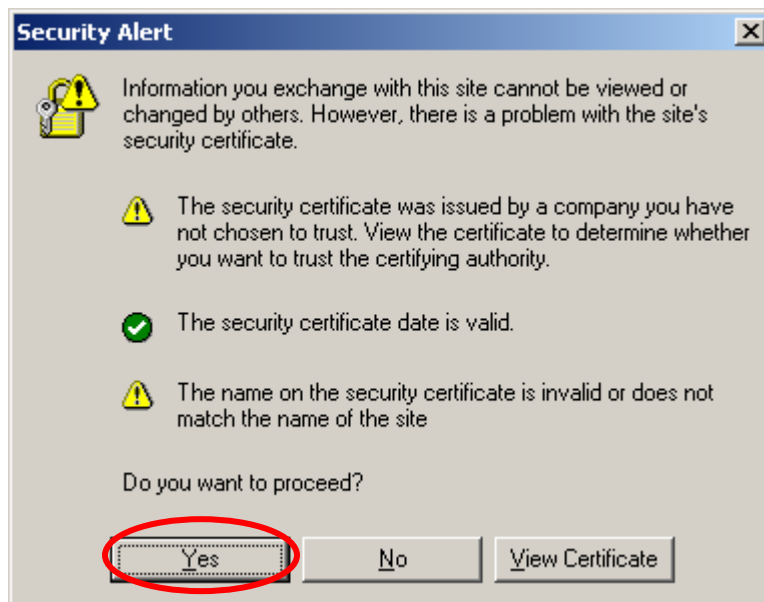 Security Alert
Information you exchange with this site cannot be viewed or
changed by others. However, there is a problem with the site's
security certificate.
The security certificate was issued by a company you have
not chosen to trust. View the certificate to determine whether
you want to trust the certifying authority.
The security certificate date is valid.
The name on the security certificate is invalid or does not
match the name of the site
Do you want to proceed?
Yes No View Certificate